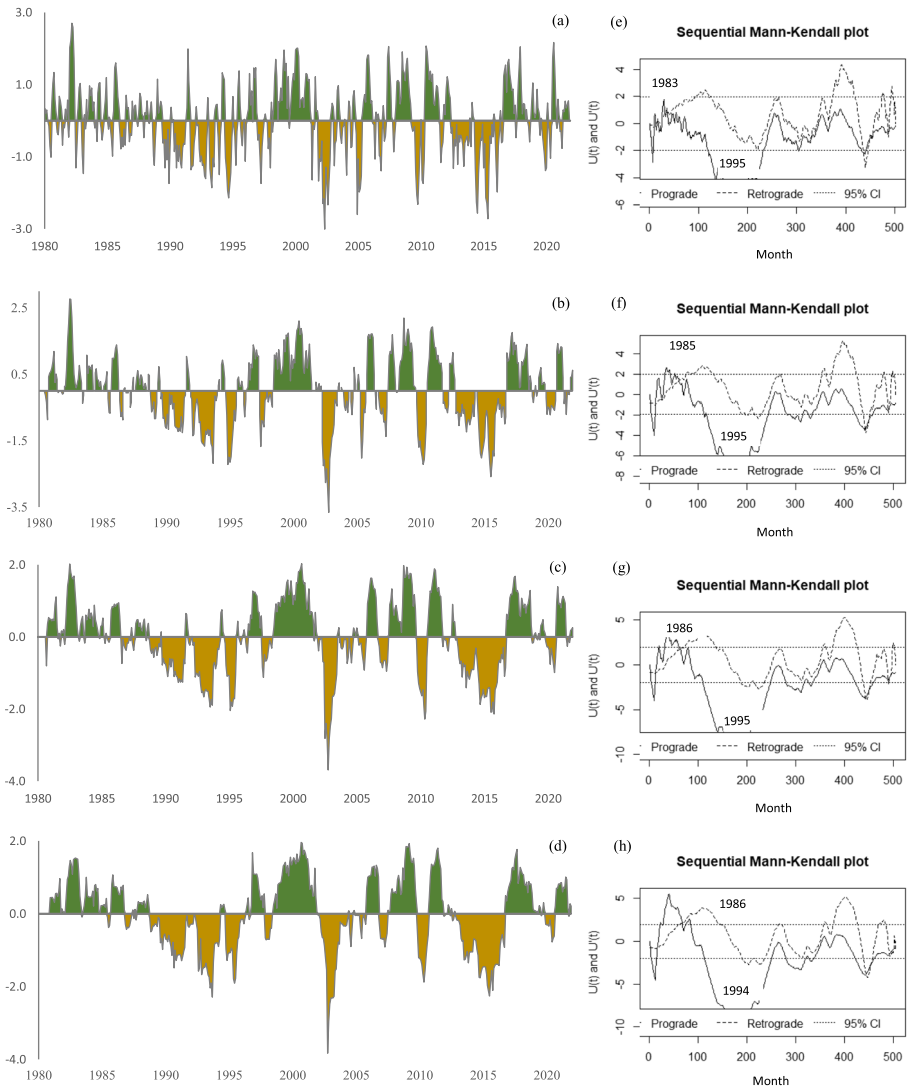 (a)
3.0
1.0
-1.0
-3.0
1980 1985 1990 1995 2000 2005 2010 2015 2020
(e)
Sequential Mann-Kendall plot
U(t) and U'(t)
4
2
0
-2
-4
-6
1983
1995
Prograde Retrograde 95% CI
0 100 200 300 400 500
Month
(b)
2.5
0.5
-1.5
-3.5
1980 1985 1990 1995 2000 2005 2010 2015 2020
(f)
Sequential Mann-Kendall plot
U(t) and U'(t)
4
2
0
-2
-4
-6
-8
1985
1995
Prograde Retrograde 95% CI
0 100 200 300 400 500
Month
(c)
2.0
0.0
-2.0
-4.0
1980 1985 1990 1995 2000 2005 2010 2015 2020
(g)
Sequential Mann-Kendall plot
U(t) and U'(t)
5
0
-5
-10
1986
1995
Prograde Retrograde 95% CI
0 100 200 300 400 500
Month
(d)
2.0
0.0
-2.0
-4.0
1980 1985 1990 1995 2000 2005 2010 2015 2020
(h)
Sequential Mann-Kendall plot
U(t) and U'(t)
5
0
-5
-10
1986
1994
Prograde Retrograde 95% CI
0 100 200 300 400 500
Month